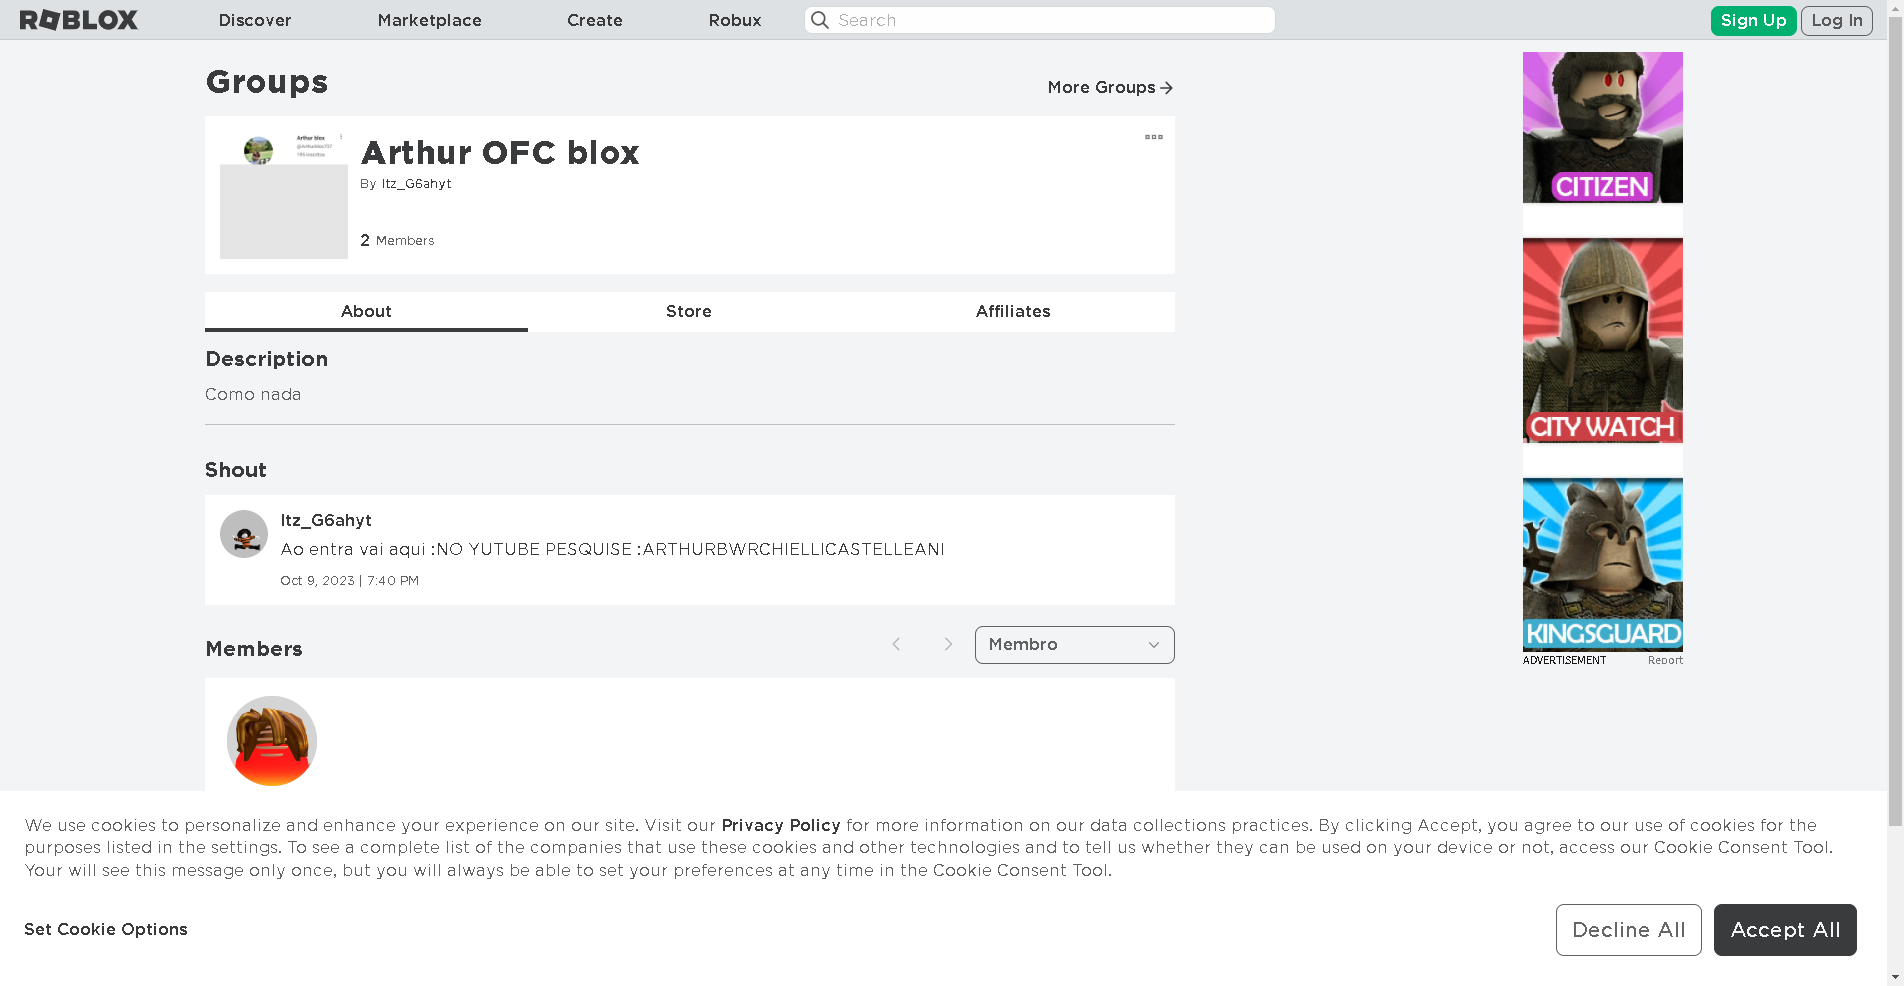 ROBLOX
Discover
Marketplace
Create
Robux
Search
Sign Up
Log In
Groups
More Groups
Arthur blox
Arthur OFC blox
By Itz_G6ahyt
2 Members
About
Store
Affiliates
Description
Como nada
Shout
Itz_G6ahyt
Ao entra vai aqui :NO YUTUBE PESQUISE :ARTHURBWRCHIELLICASTELLEANI
Oct 9, 2023 | 7:40 PM
Members
Membro
CITIZEN
CITY WATCH
KINGSGUARD
ADVERTISEMENT
Report
We use cookies to personalize and enhance your experience on our site. Visit our Privacy Policy for more information on our data collections practices. By clicking Accept, you agree to our use of cookies for the
purposes listed in the settings. To see a complete list of the companies that use these cookies and other technologies and to tell us whether they can be used on your device or not, access our Cookie Consent Tool.
Your will see this message only once, but you will always be able to set your preferences at any time in the Cookie Consent Tool.
Set Cookie Options
Decline All
Accept All